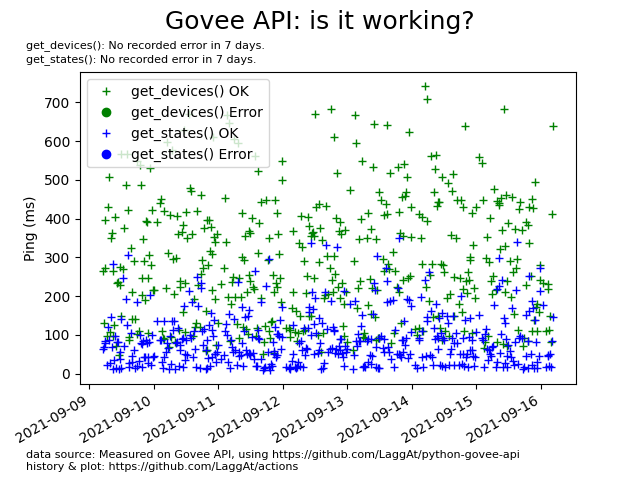 Govee API: is it working?
get_devices(): No recorded error in 7 days.
get_states(): No recorded error in 7 days.
get_devices() OK
get_devices() Error
get_states() OK
get_states() Error
Ping (ms)
700
600
500
400
300
200
100
0
2021-09-09
2021-09-10
2021-09-11
2021-09-12
2021-09-13
2021-09-14
2021-09-15
2021-09-16
data source: Measured on Govee API, using https://github.com/LaggAt/python-govee-api
history & plot: https://github.com/LaggAt/actions